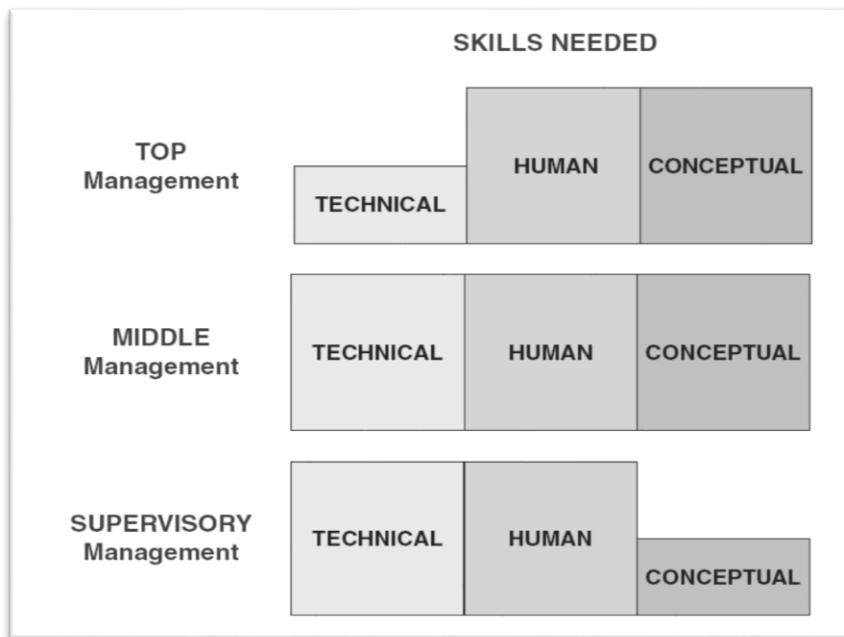 SKILLS NEEDED
TOP
Management
TECHNICAL
HUMAN
CONCEPTUAL
MIDDLE
Management
TECHNICAL
HUMAN
CONCEPTUAL
SUPERVISORY
Management
TECHNICAL
HUMAN
CONCEPTUAL